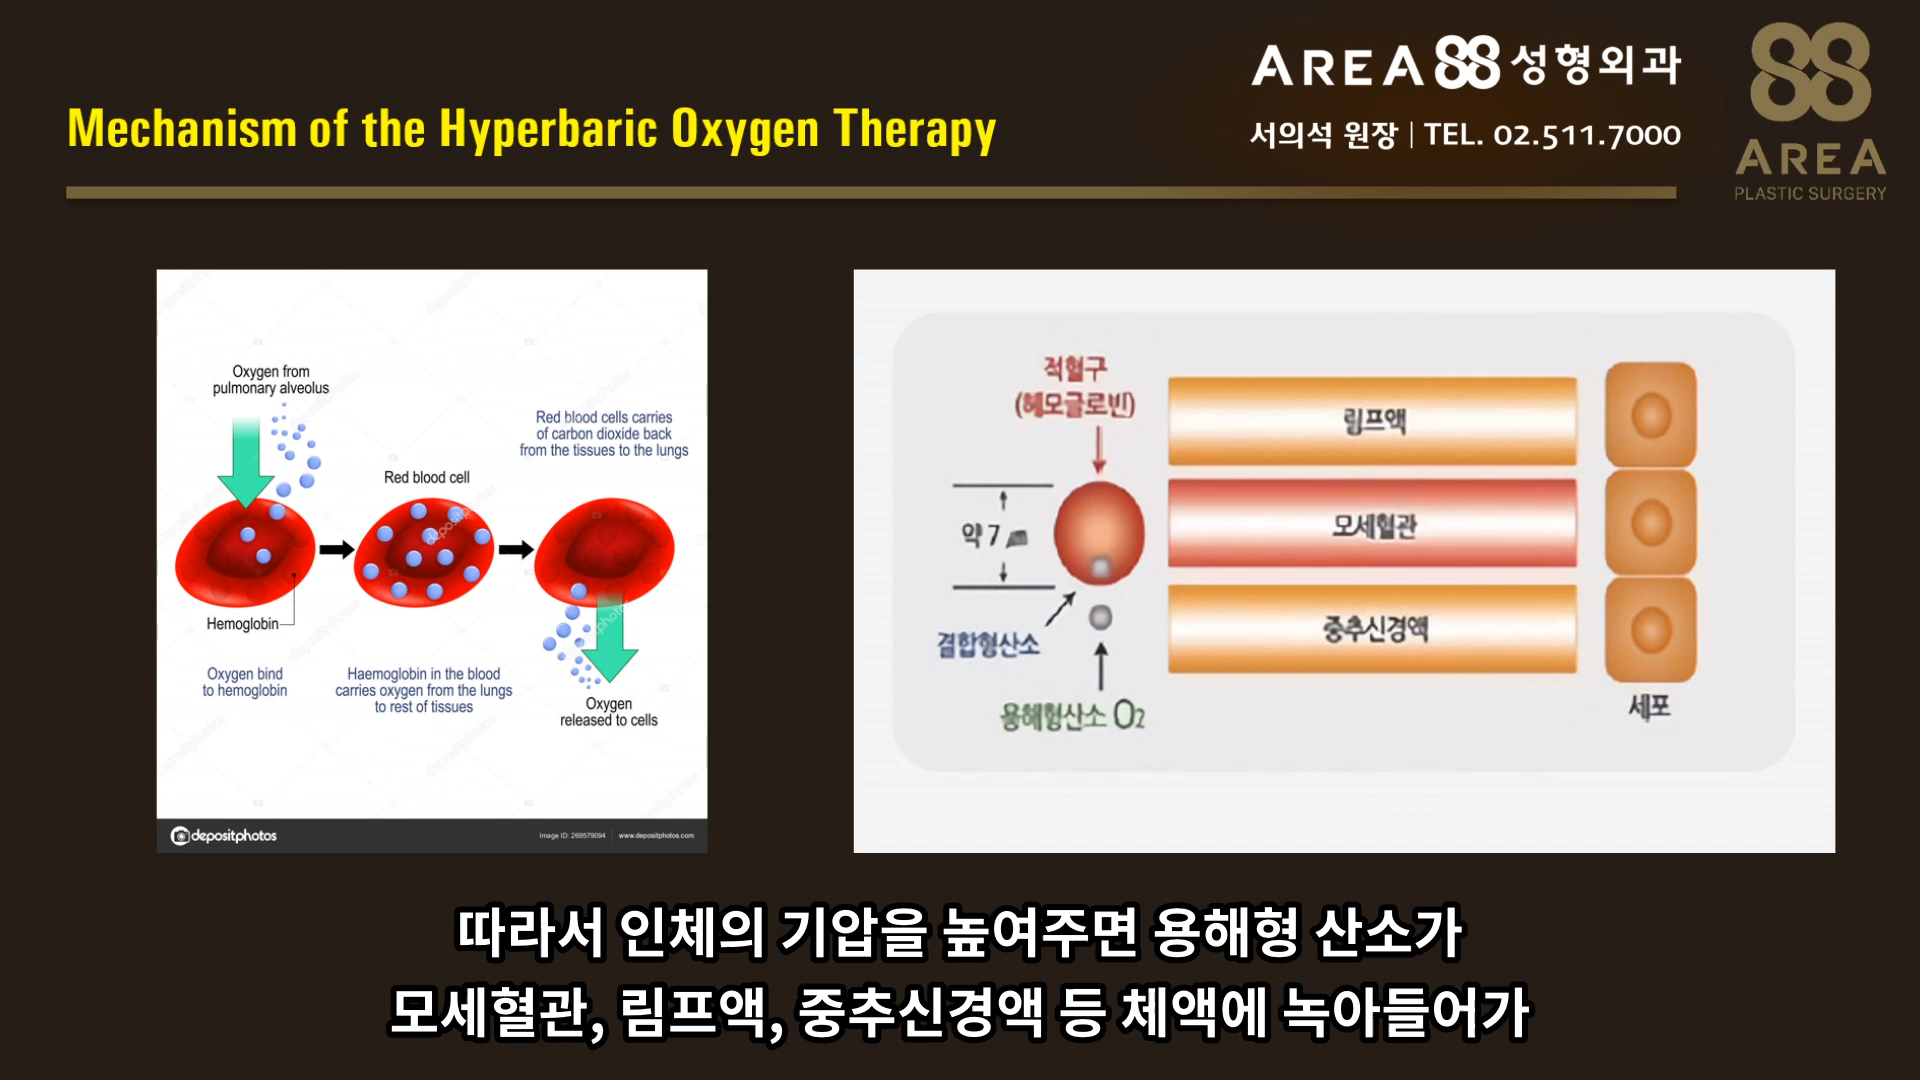 Mechanism of the Hyperbaric Oxygen Therapy
AREA 88 성형외과
서의석 원장 | TEL. 02.511.7000
88
AREA
PLASTIC SURGERY
Oxygen from
pulmonary alveolus
Red blood cells carries
of carbon dioxide back
from the tissues to the lungs
Red blood cell
Hemoglobin
Oxygen bind
to hemoglobin
Haemoglobin in the blood
carries oxygen from the lungs
to rest of tissues
Oxygen
released to cells
depositphotos
Image ID: 269579094 | www.depositphotos.com
적혈구
(헤모글로빈)
약 7
결합형산소
용해형산소 O₂
림프액
모세혈관
중추신경액
세포
따라서 인체의 기압을 높여주면 용해형 산소가
모세혈관, 림프액, 중추신경액 등 체액에 녹아들어가